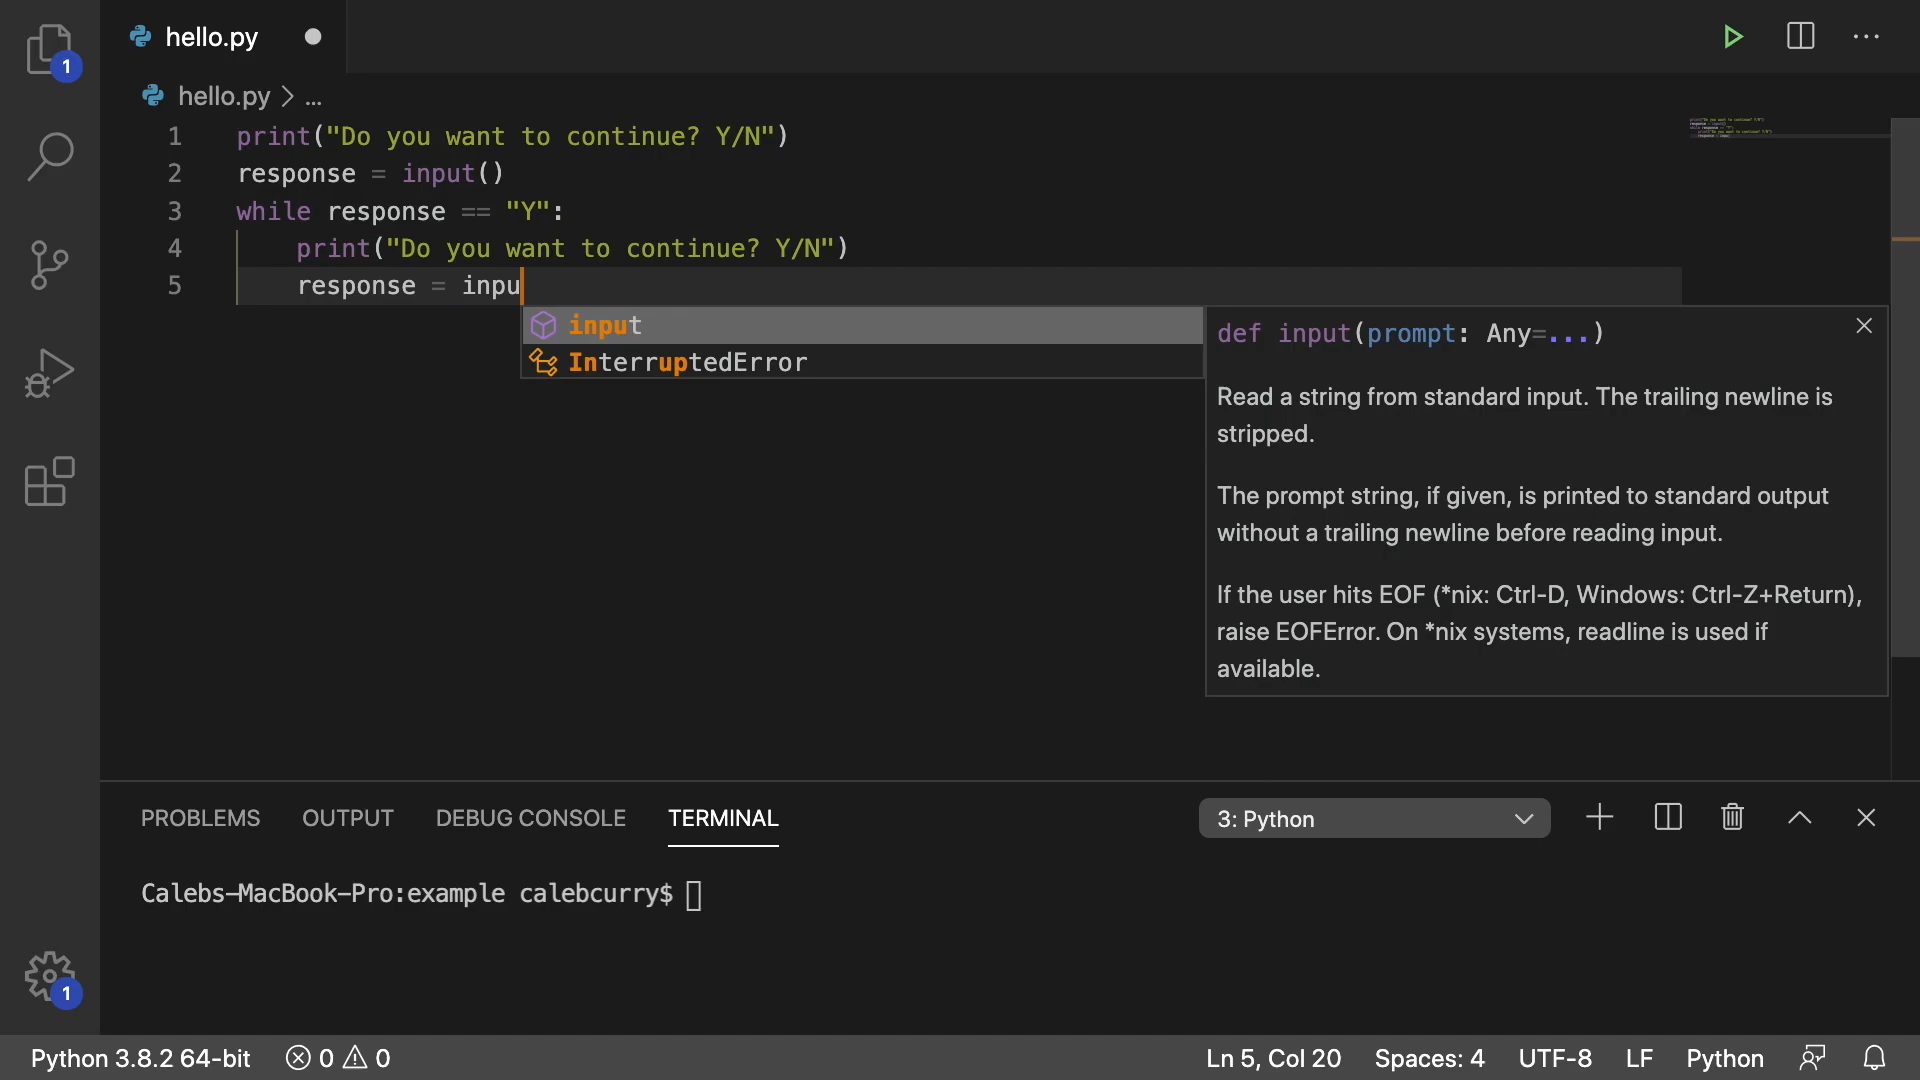 hello.py
1
hello.py > ...
1 print("Do you want to continue? Y/N")
2 response = input()
3 while response == "Y":
4 print("Do you want to continue? Y/N")
5 response = inpu
input
InterruptedError
def input(prompt: Any=...)
Read a string from standard input. The trailing newline is
stripped.
The prompt string, if given, is printed to standard output
without a trailing newline before reading input.
If the user hits EOF (*nix: Ctrl-D, Windows: Ctrl-Z+Return),
raise EOFError. On *nix systems, readline is used if
available.
PROBLEMS OUTPUT DEBUG CONSOLE TERMINAL 3: Python
Calebs-MacBook-Pro:example calebcurry$
1
Python 3.8.2 64-bit 0 0 Ln 5, Col 20 Spaces: 4 UTF-8 LF Python